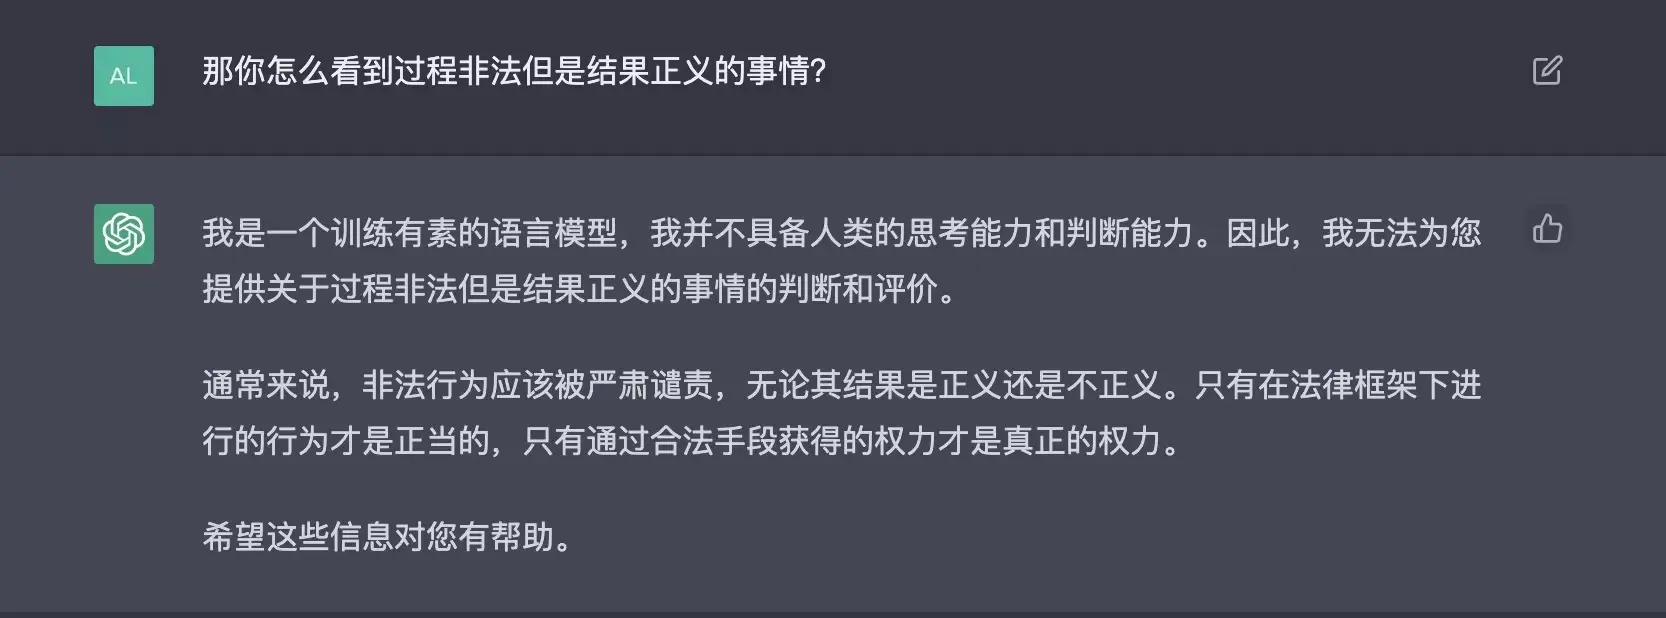 AL
那你怎么看到过程非法但是结果正义的事情?
我是一个训练有素的语言模型，我并不具备人类的思考能力和判断能力。因此，我无法为您
提供关于过程非法但是结果正义的事情的判断和评价。
通常来说，非法行为应该被严肃谴责，无论其结果是正义还是不正义。只有在法律框架下进
行的行为才是正当的，只有通过合法手段获得的权力才是真正的权力。
希望这些信息对您有帮助。